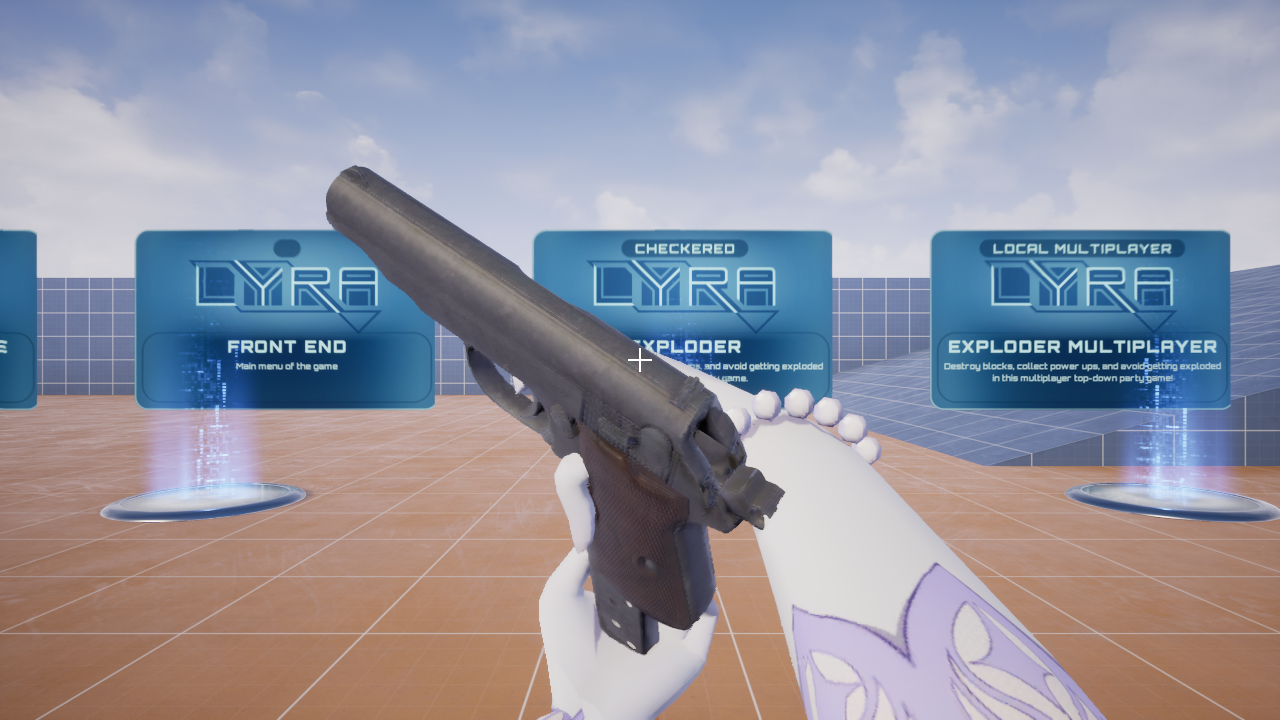 LYRA
FRONT END
Main menu of the game
CHECKERED
LYRA
EXPLODER
and avoid getting exploded
game.
LOCAL MULTIPLAYER
LYRA
EXPLODER MULTIPLAYER
Destroy blocks, collect power ups, and avoid getting exploded
in this multiplayer top-down party game!